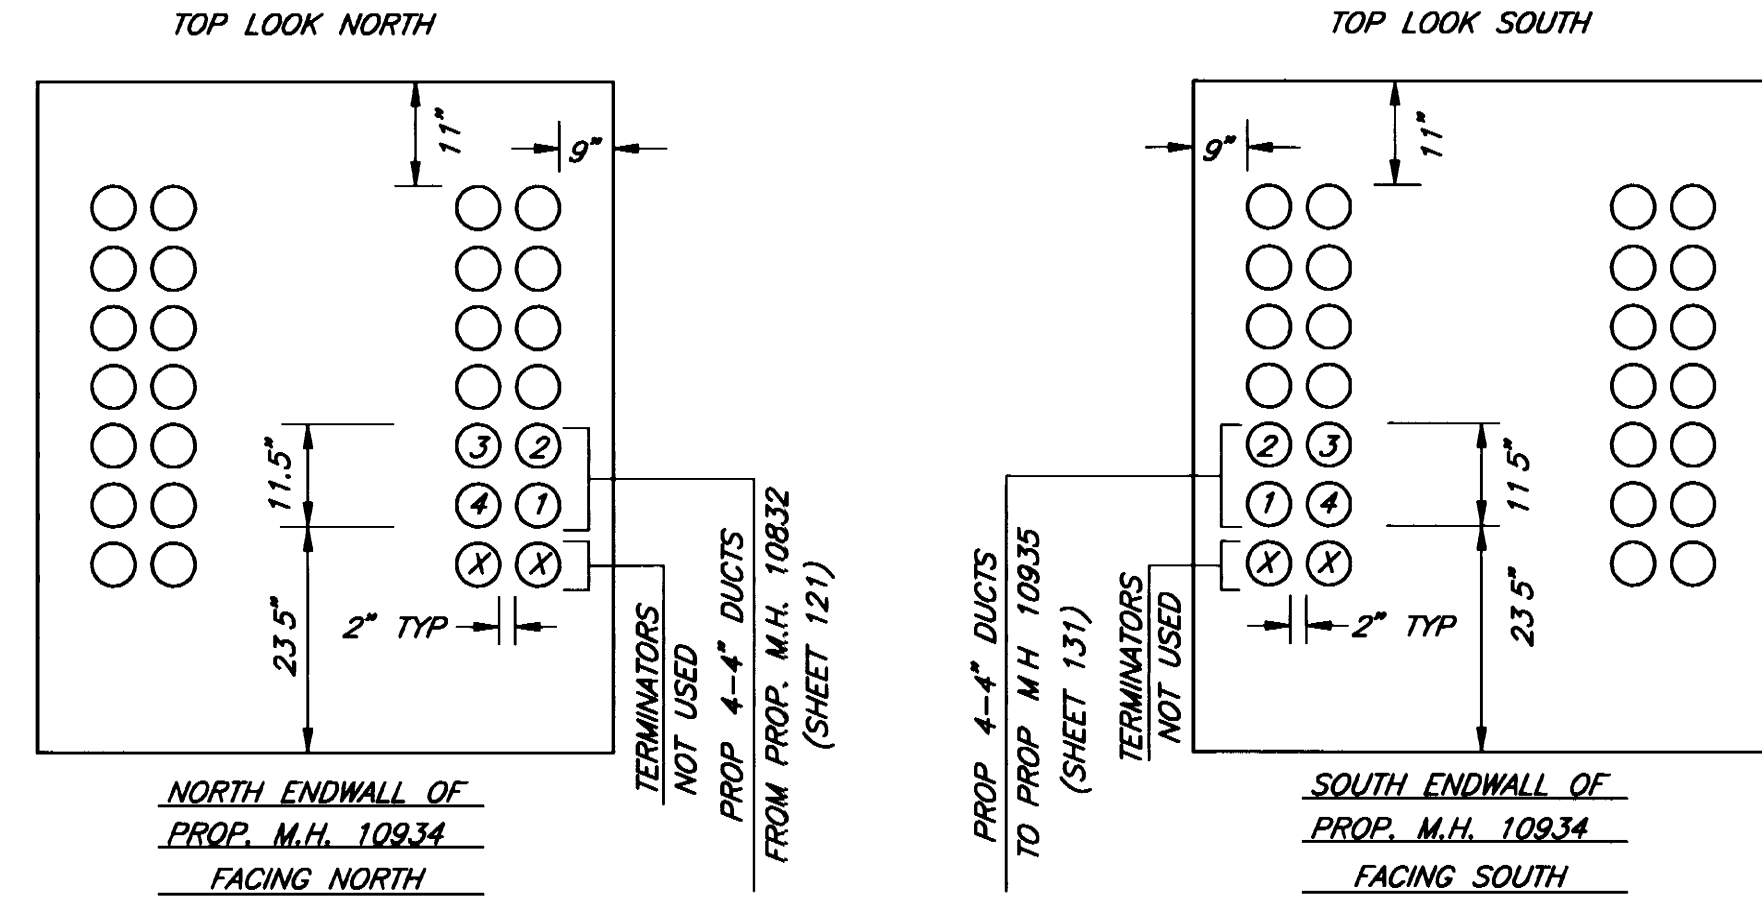 TOP LOOK NORTH
11"
9"
3 2
4 1
X X
11.5"
23 5"
2" TYP
TERMINATORS
NOT USED
PROP 4-4" DUCTS
FROM PROP. M.H. 10832
(SHEET 121)
NORTH ENDWALL OF
PROP. M.H. 10934
FACING NORTH
TOP LOOK SOUTH
9"
11"
2 3
1 4
X X
11 5"
23 5"
2" TYP
PROP 4-4" DUCTS
TO PROP M H 10935
(SHEET 131)
TERMINATORS
NOT USED
SOUTH ENDWALL OF
PROP. M.H. 10934
FACING SOUTH